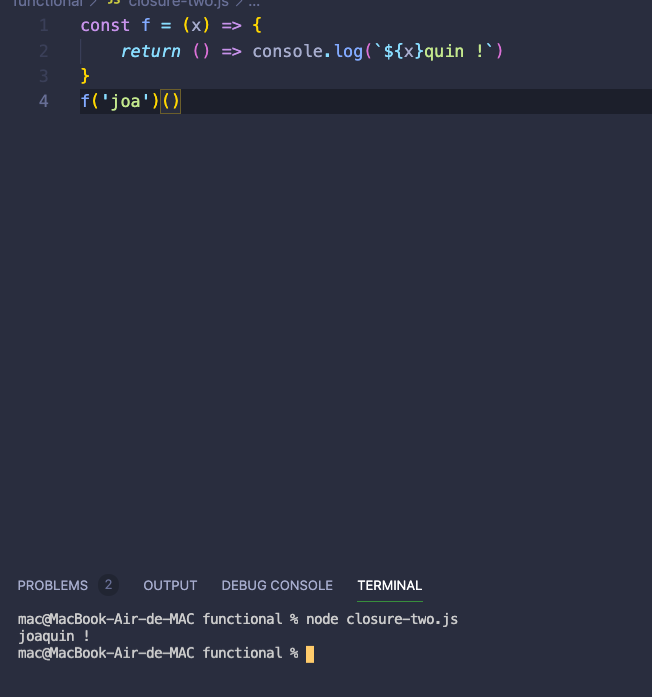 functional > JS closure-two.js > ...
1 const f = (x) => {
2 return () => console.log(`${x}quin !`)
3 }
4 f('joa')()
PROBLEMS 2 OUTPUT DEBUG CONSOLE TERMINAL
mac@MacBook-Air-de-MAC functional % node closure-two.js
joaquin !
mac@MacBook-Air-de-MAC functional %